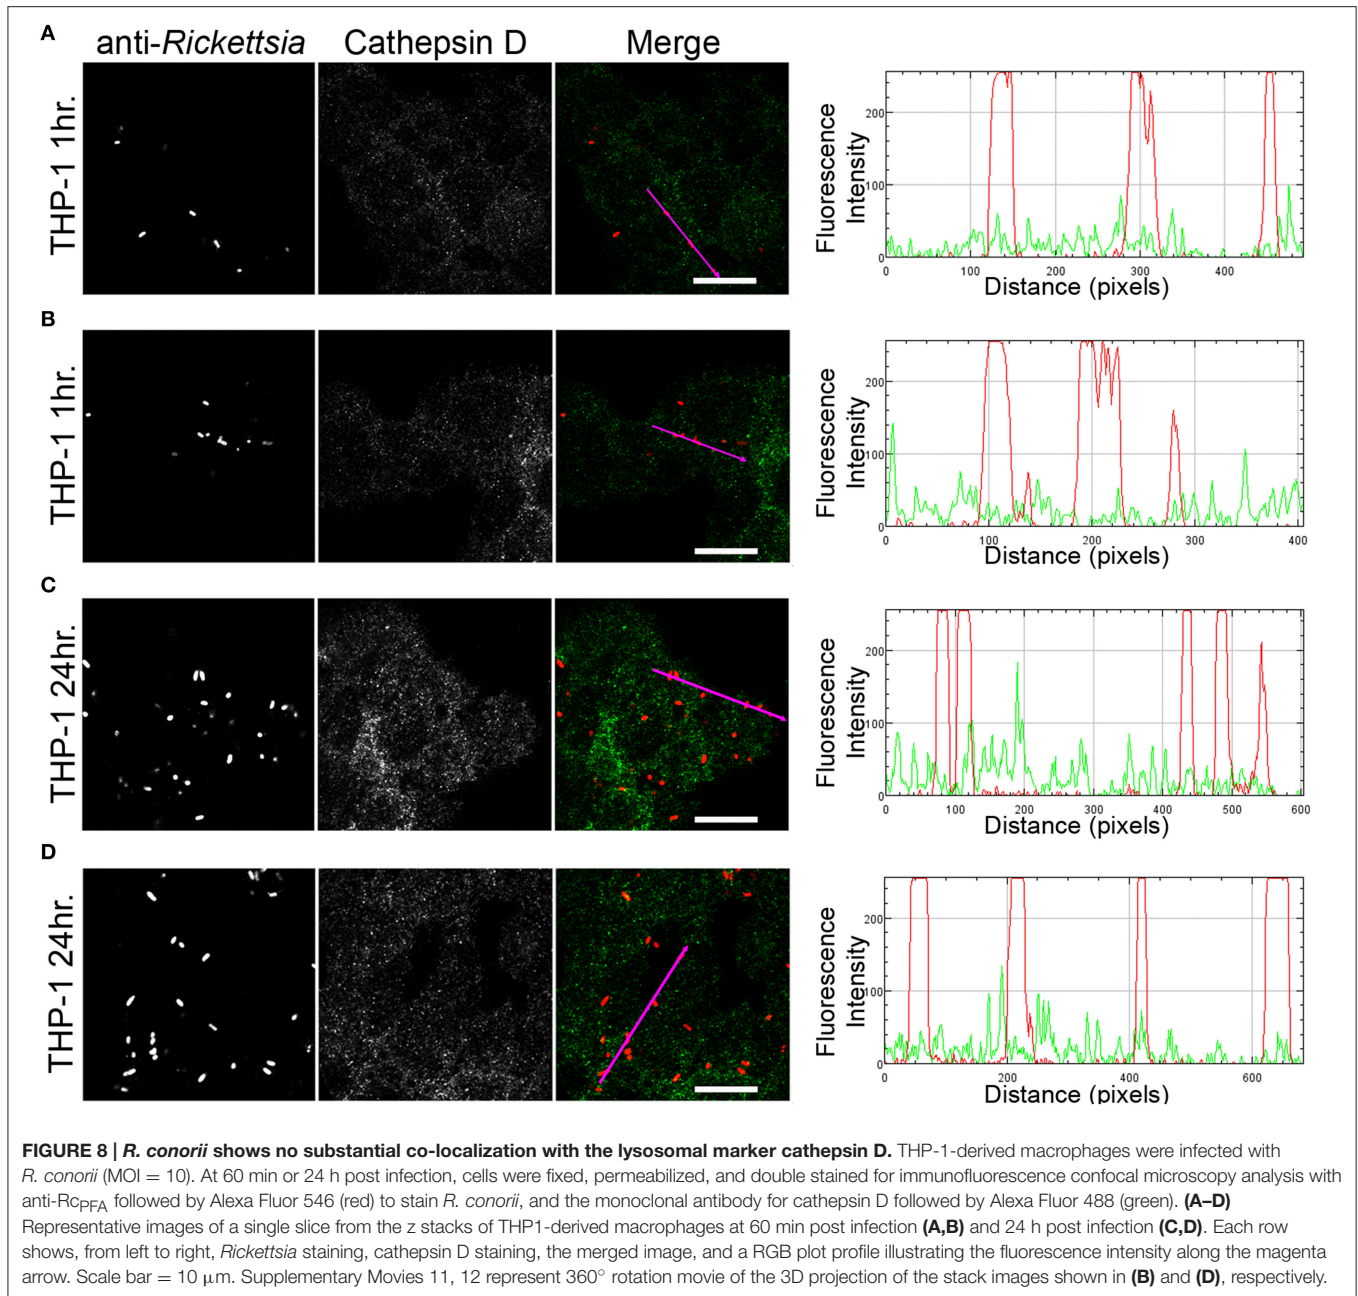 A
anti-Rickettsia Cathepsin D Merge
THP-1 1hr.
Fluorescence
Intensity
200
100
0
100 200 300 400
Distance (pixels)
B
THP-1 1hr.
Fluorescence
Intensity
200
100
0
0 100 200 300 400
Distance (pixels)
C
THP-1 24hr.
Fluorescence
Intensity
200
100
0
0 100 200 300 400 500 600
Distance (pixels)
D
THP-1 24hr.
Fluorescence
Intensity
200
100
0
0 200 400 600
Distance (pixels)
FIGURE 8 | R. conorii shows no substantial co-localization with the lysosomal marker cathepsin D. THP-1-derived macrophages were infected with
R. conorii (MOI = 10). At 60 min or 24 h post infection, cells were fixed, permeabilized, and double stained for immunofluorescence confocal microscopy analysis with
anti-RcPFA followed by Alexa Fluor 546 (red) to stain R. conorii, and the monoclonal antibody for cathepsin D followed by Alexa Fluor 488 (green). (A–D)
Representative images of a single slice from the z stacks of THP1-derived macrophages at 60 min post infection (A,B) and 24 h post infection (C,D). Each row
shows, from left to right, Rickettsia staining, cathepsin D staining, the merged image, and a RGB plot profile illustrating the fluorescence intensity along the magenta
arrow. Scale bar = 10 μm. Supplementary Movies 11, 12 represent 360° rotation movie of the 3D projection of the stack images shown in (B) and (D), respectively.